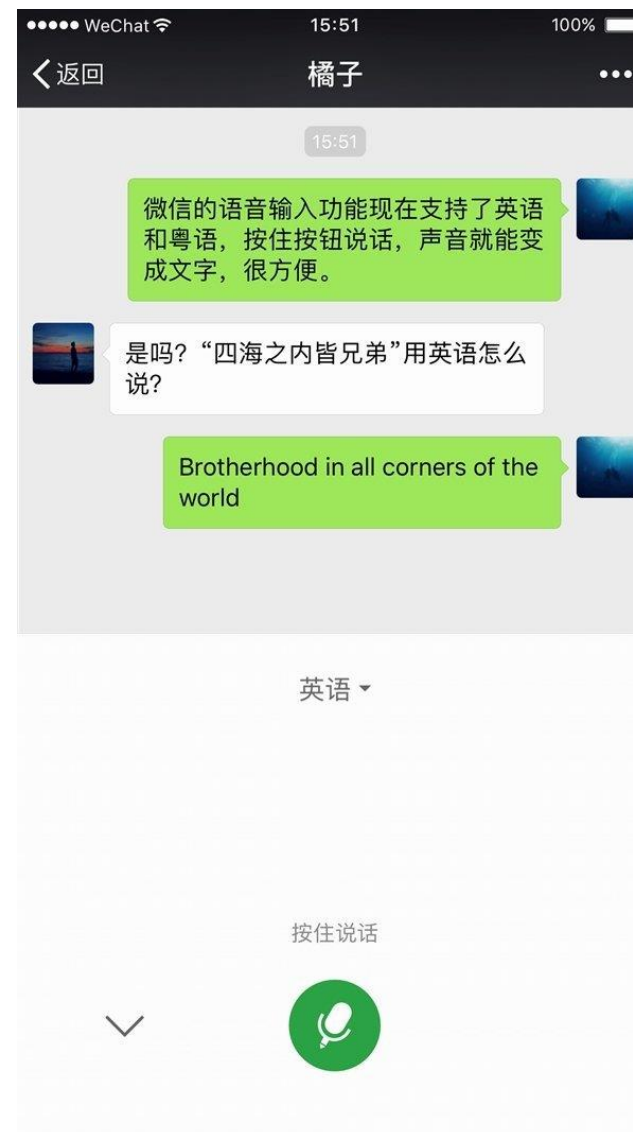 WeChat 15:51 100%
返回 橘子
15:51
微信的语音输入功能现在支持了英语
和粤语，按住按钮说话，声音就能变
成文字，很方便。
是吗？“四海之内皆兄弟”用英语怎么
说？
Brotherhood in all corners of the
world
英语
按住说话